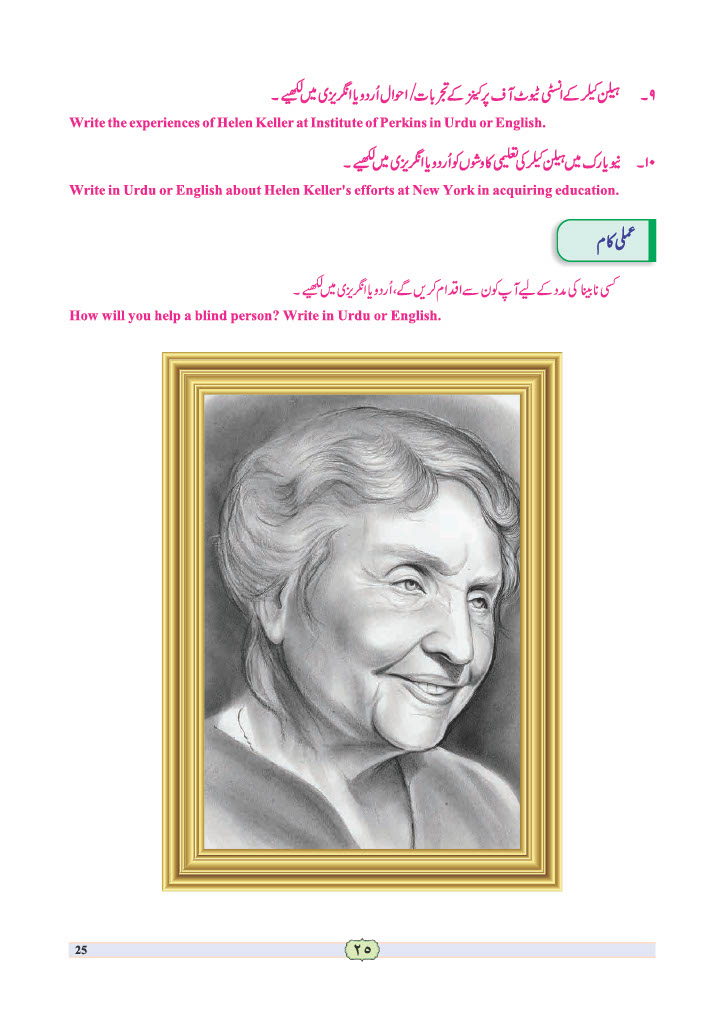 ۹۔ ہیلن کیلر کے انسٹی ٹیوٹ آف پرکینز کے تجربات/ احوال اُردو یا انگریزی میں لکھیے ۔
Write the experiences of Helen Keller at Institute of Perkins in Urdu or English.
۱۰۔ نیویارک میں ہیلن کیلر کی تعلیمی کاوشوں کو اُردو یا انگریزی میں لکھیے ۔
Write in Urdu or English about Helen Keller's efforts at New York in acquiring education.
عملی کام
کسی نابینا کی مدد کے لیے آپ کون سے اقدام کریں گے، اُردو یا انگریزی میں لکھیے ۔
How will you help a blind person? Write in Urdu or English.
25 ۲۵